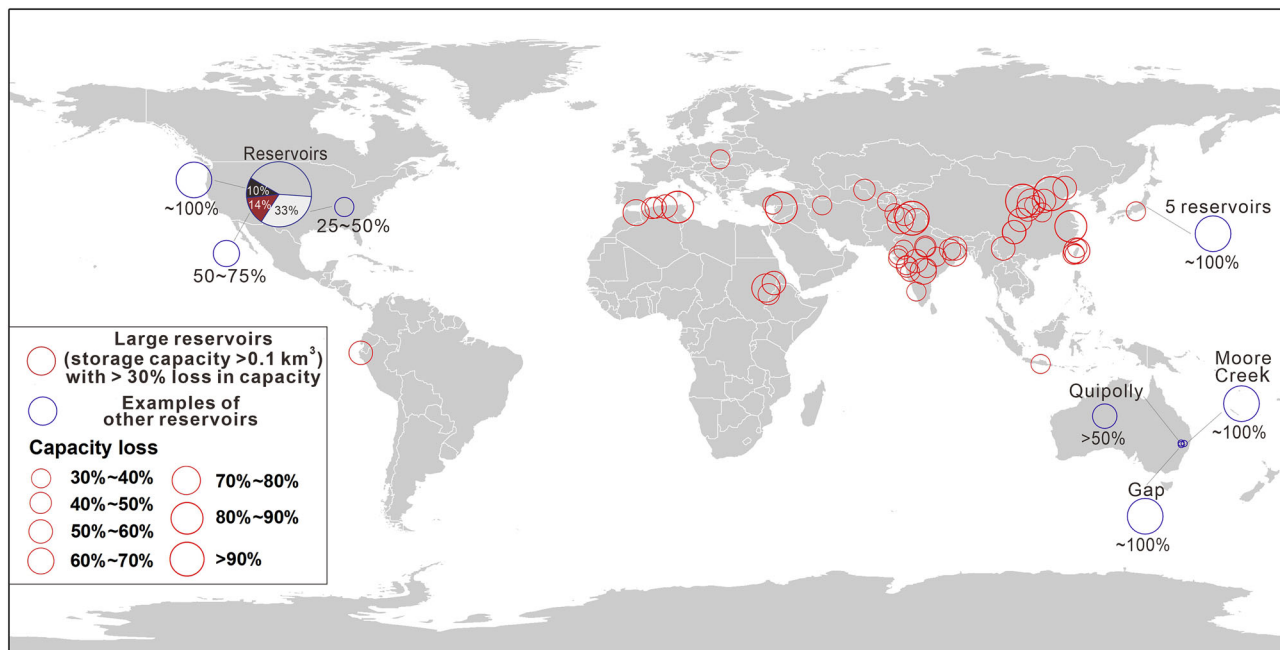 Reservoirs
10%
14%
33%
~100%
25~50%
50~75%
5 reservoirs
~100%
Moore
Creek
Quipolly
>50%
~100%
Gap
~100%
Large reservoirs
(storage capacity >0.1 km³)
with > 30% loss in capacity
Examples of
other reservoirs
Capacity loss
30%~40%
40%~50%
50%~60%
60%~70%
70%~80%
80%~90%
>90%